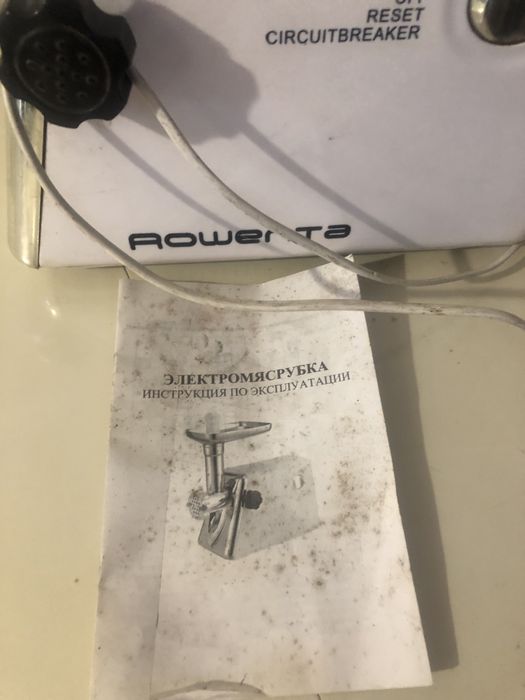 RESET
CIRCUITBREAKER
Rowenta
ЭЛЕКТРОМЯСРУБКА
ИНСТРУКЦИЯ ПО ЭКСПЛУАТАЦИИ